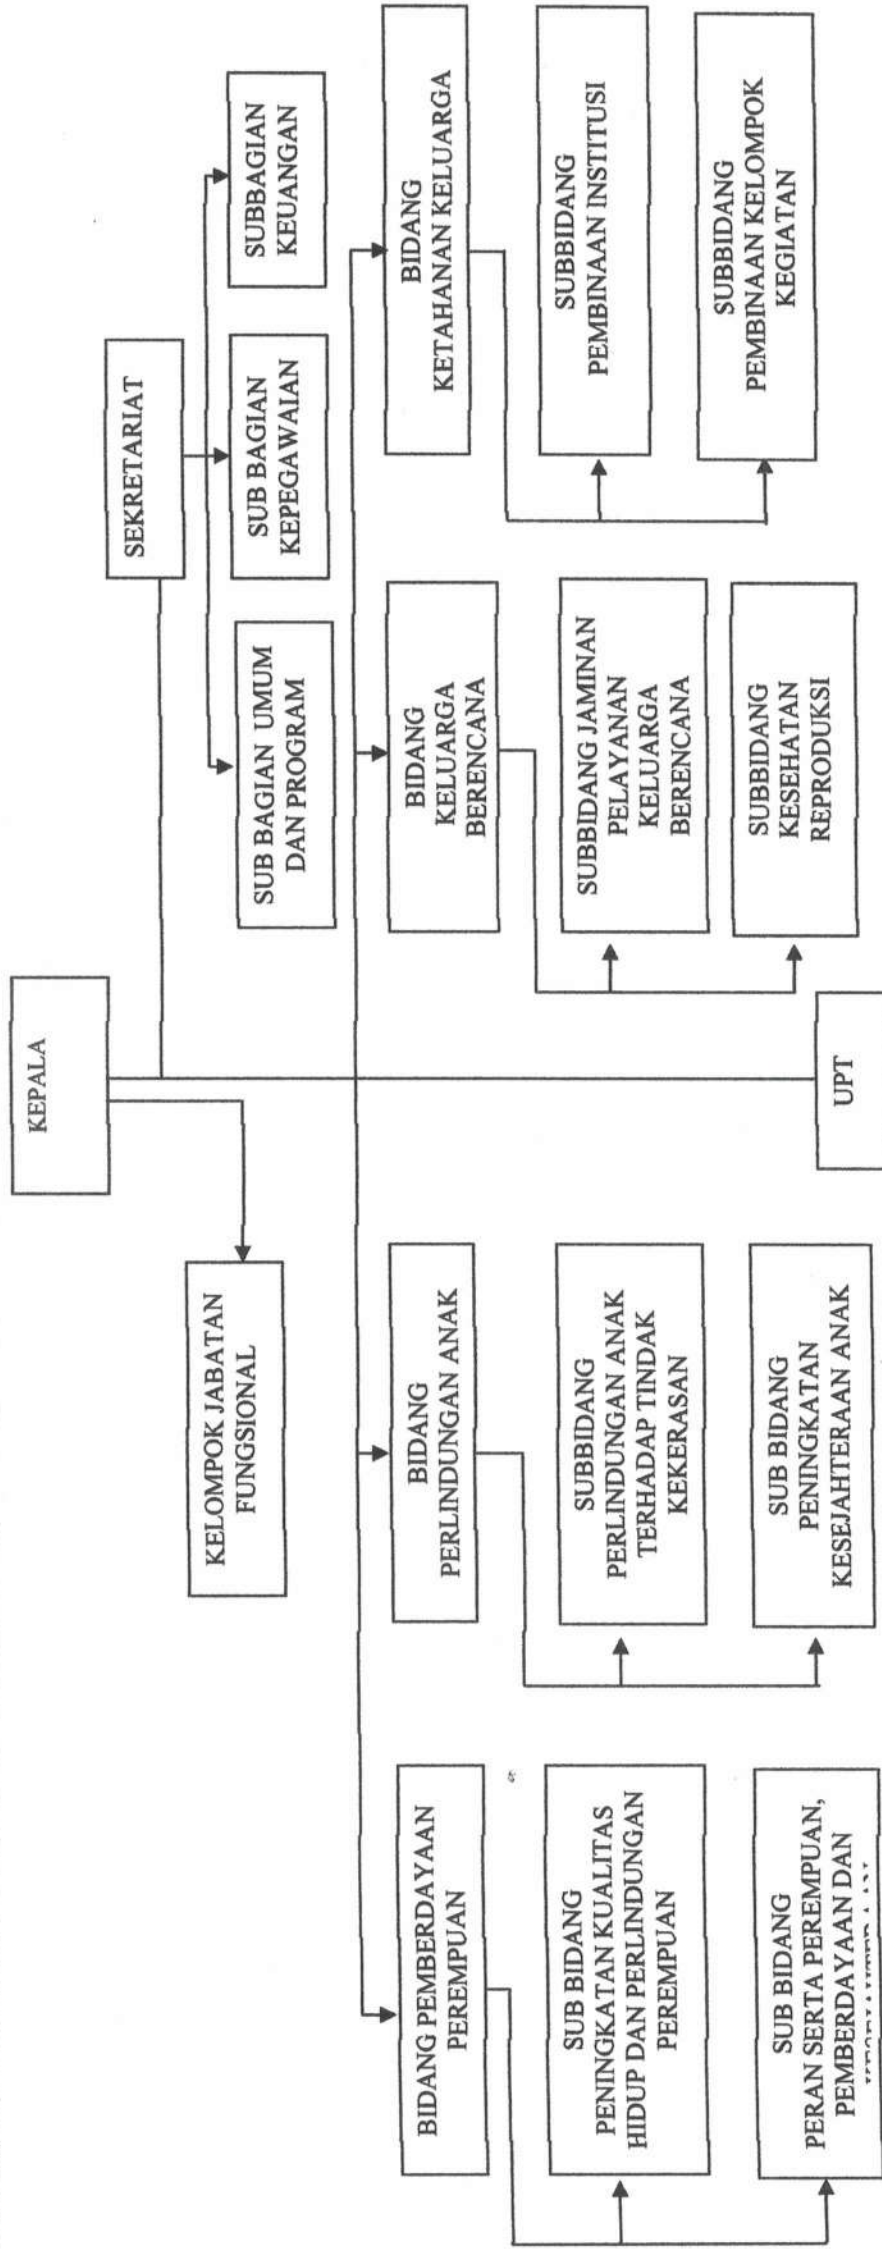 KEPALA
SEKRETARIAT
KELOMPOK JABATAN
FUNGSIONAL
SUB BAGIAN UMUM
DAN PROGRAM
SUB BAGIAN
KEPEGAWAIAN
SUBBAGIAN
KEUANGAN
BIDANG PEMBERDAYAAN
PEREMPUAN
BIDANG
PERLINDUNGAN ANAK
BIDANG
KELUARGA
BERENCANA
BIDANG
KETAHANAN KELUARGA
SUB BIDANG
PENINGKATAN KUALITAS
HIDUP DAN PERLINDUNGAN
PEREMPUAN
SUBBIDANG
PERLINDUNGAN ANAK
TERHADAP TINDAK
KEKERASAN
SUBBIDANG JAMINAN
PELAYANAN
KELUARGA
BERENCANA
SUBBIDANG
PEMBINAAN INSTITUSI
SUB BIDANG
PERAN SERTA PEREMPUAN,
PEMBERDAYAAN DAN
SUB BIDANG
PENINGKATAN
KESEJAHTERAAN ANAK
SUBBIDANG
KESEHATAN
REPRODUKSI
SUBBIDANG
PEMBINAAN KELOMPOK
KEGIATAN
UPT